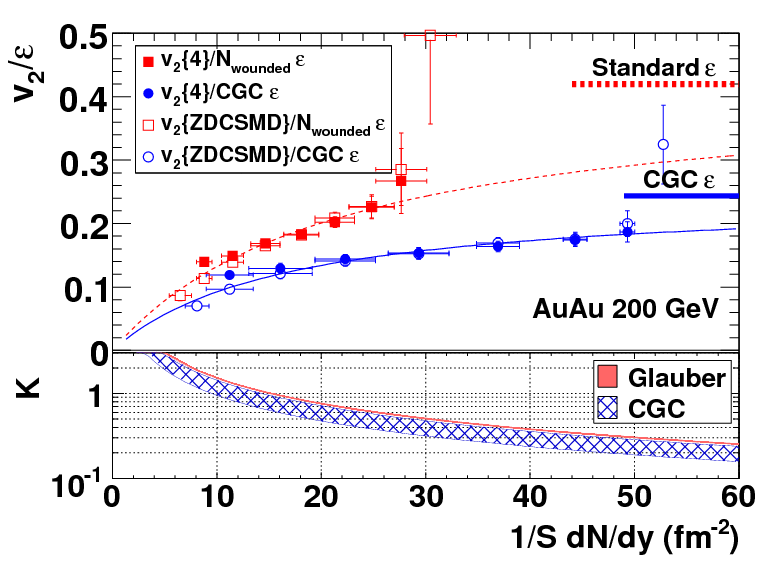 v₂/ε
0.5
0.4
0.3
0.2
0.1
0
v₂{4}/N_wounded ε
v₂{4}/CGC ε
v₂{ZDCSMD}/N_wounded ε
v₂{ZDCSMD}/CGC ε
Standard ε
CGC ε
AuAu 200 GeV
K
1
10⁻¹
Glauber
CGC
0 10 20 30 40 50 60
1/S dN/dy (fm⁻²)